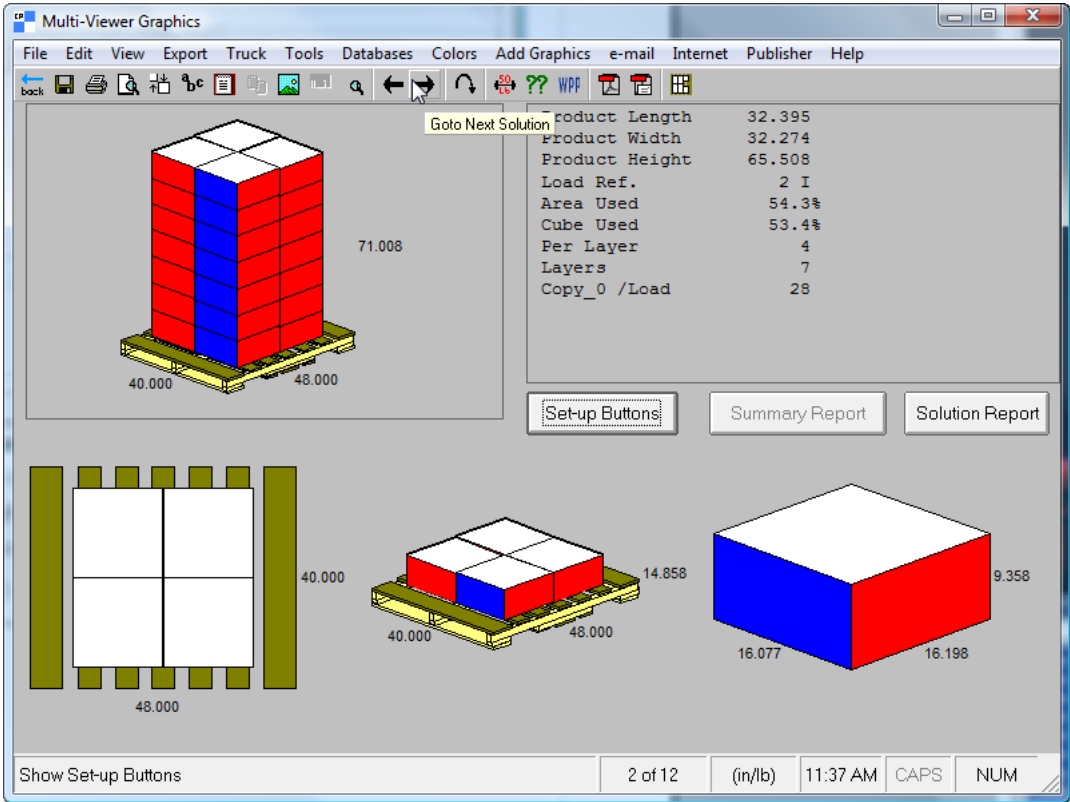 Multi-Viewer Graphics
File Edit View Export Truck Tools Databases Colors Add Graphics e-mail Internet Publisher Help
back abc ?? WPP
Goto Next Solution
71.008
40.000
48.000
Product Length 32.395
Product Width 32.274
Product Height 65.508
Load Ref. 2 I
Area Used 54.3%
Cube Used 53.4%
Per Layer 4
Layers 7
Copy_0 /Load 28
Set-up Buttons Summary Report Solution Report
40.000
48.000
14.858
40.000
48.000
9.358
16.077
16.198
Show Set-up Buttons 2 of 12 (in/lb) 11:37 AM CAPS NUM